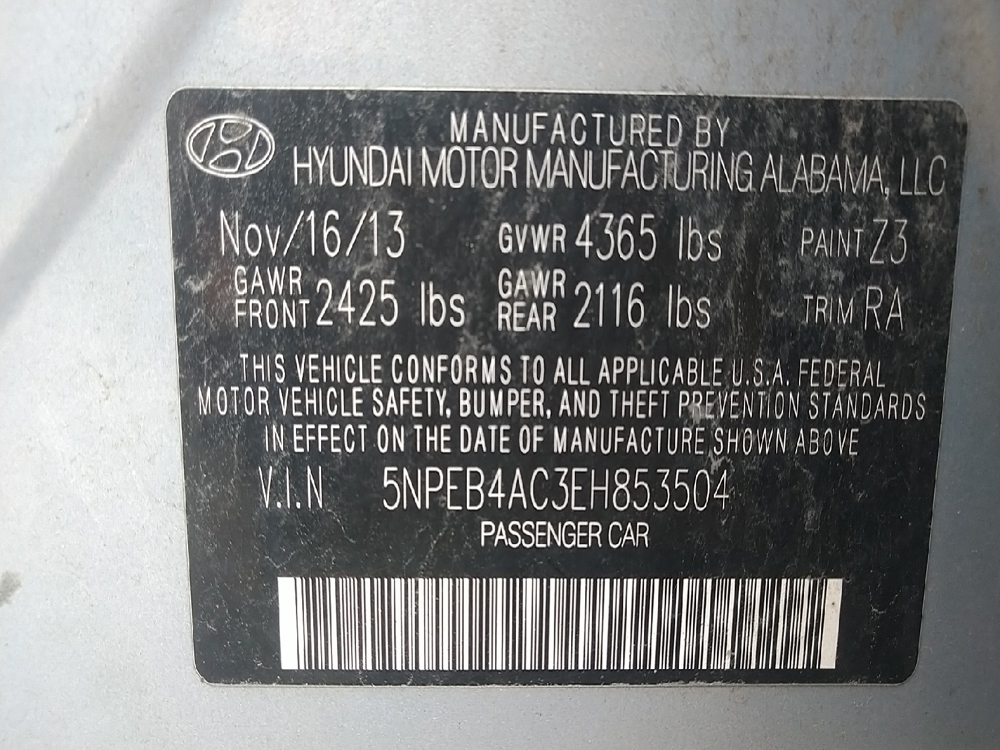 MANUFACTURED BY
HYUNDAI MOTOR MANUFACTURING ALABAMA, LLC
Nov/16/13 GVWR 4365 lbs PAINT Z3
GAWR FRONT 2425 lbs GAWR REAR 2116 lbs TRIM RA
THIS VEHICLE CONFORMS TO ALL APPLICABLE U.S.A. FEDERAL
MOTOR VEHICLE SAFETY, BUMPER, AND THEFT PREVENTION STANDARDS
IN EFFECT ON THE DATE OF MANUFACTURE SHOWN ABOVE
V.I.N 5NPEB4AC3EH853504
PASSENGER CAR